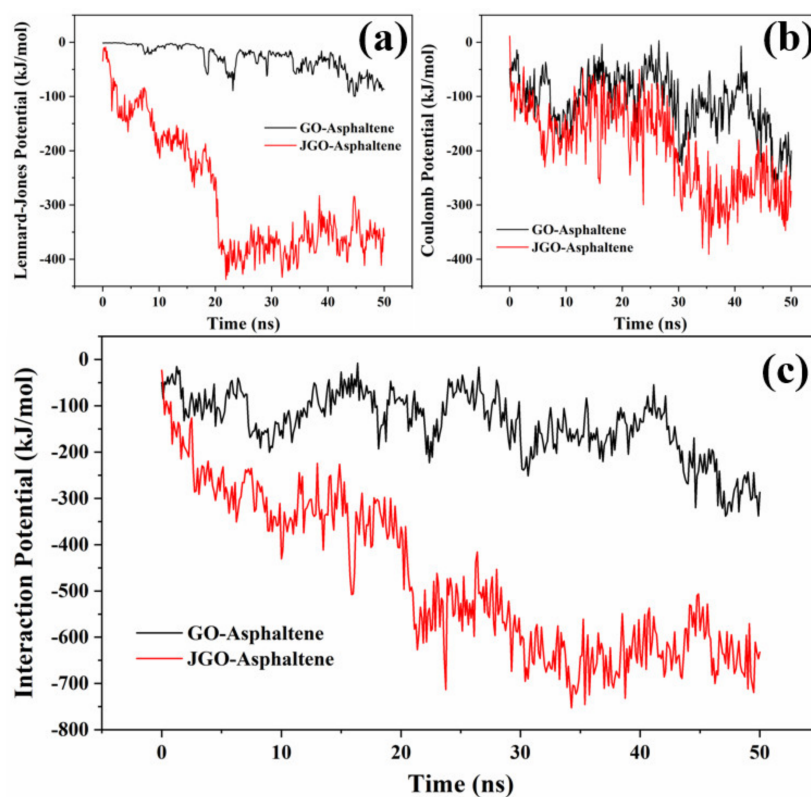 (a)
Lennard-Jones Potential (kJ/mol)
0
-100
-200
-300
-400
GO-Asphaltene
JGO-Asphaltene
0 10 20 30 40 50
Time (ns)
(b)
Coulomb Potential (kJ/mol)
0
-100
-200
-300
-400
GO-Asphaltene
JGO-Asphaltene
0 10 20 30 40 50
Time (ns)
(c)
Interaction Potential (kJ/mol)
0
-100
-200
-300
-400
-500
-600
-700
-800
GO-Asphaltene
JGO-Asphaltene
0 10 20 30 40 50
Time (ns)